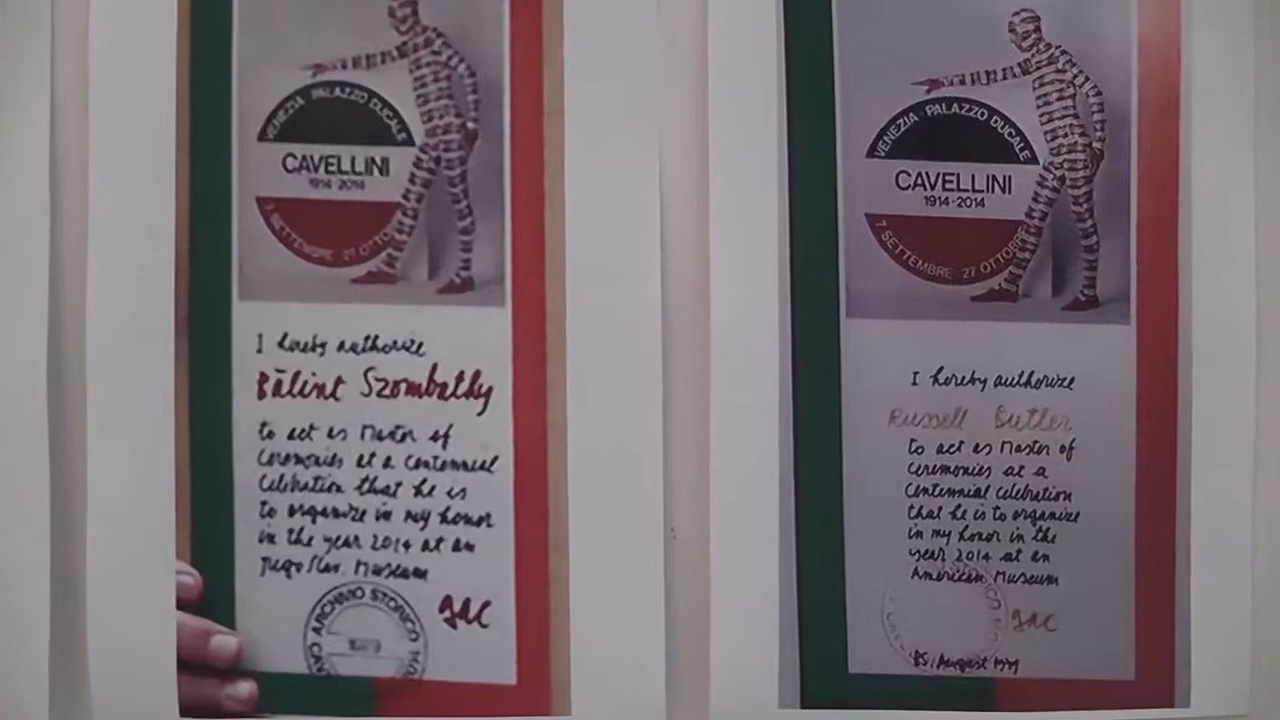 VENEZIA · PALAZZO DUCALE
CAVELLINI
1914-2014
7 SETTEMBRE 27 OTTO
I hereby authorize
Bálint Szombathy
to act as Master of
Ceremonies at a Centennial
Celebration that he is
to organize in my honor
in the year 2014 at an
Jugoslav. Museum
GAC
ARCHIVIO STORICO
VENEZIA · PALAZZO DUCALE
CAVELLINI
1914-2014
7 SETTEMBRE 27 OTTOBRE
I hereby authorize
Russell Butler
to act as Master of
Ceremonies at a
Centennial Celebration
that he is to organize
in my honor in the
year 2014 at an
American Museum
GAC
August